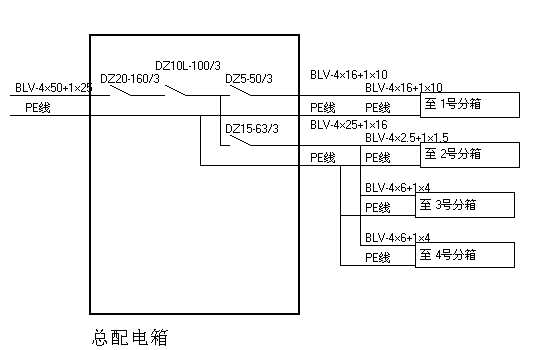 DZ10L-100/3
DZ20-160/3
DZ5-50/3
BLV-4×16+1×10
BLV-4×50+1×25
BLV-4×16+1×10
PE线
PE线
PE线
至 1号分箱
DZ15-63/3
BLV-4×25+1×16
BLV-4×2.5+1×1.5
PE线
PE线
至 2号分箱
BLV-4×6+1×4
PE线
至 3号分箱
BLV-4×6+1×4
PE线
至 4号分箱
总配电箱